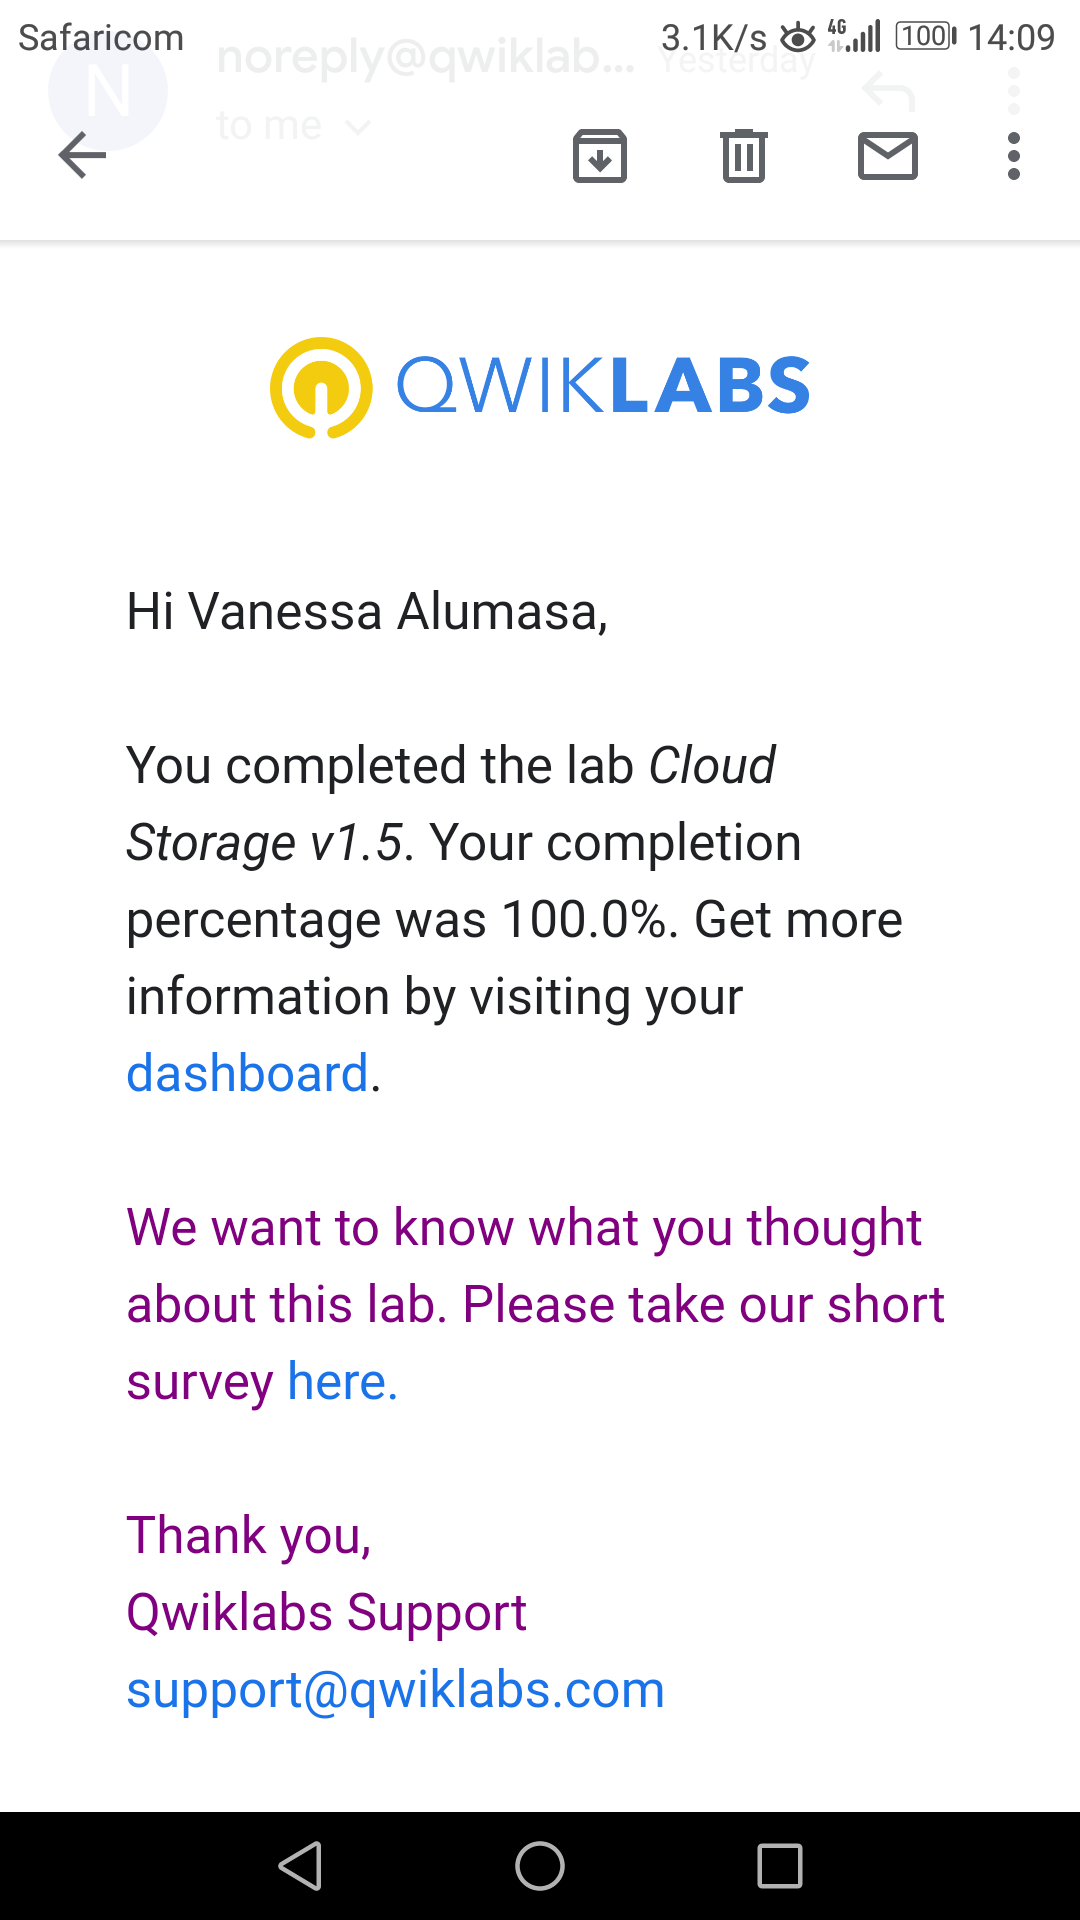 Safaricom 3.1K/s 4G 100 14:09
N noreply@qwiklab... Yesterday
to me
QWIKLABS
Hi Vanessa Alumasa,
You completed the lab Cloud
Storage v1.5. Your completion
percentage was 100.0%. Get more
information by visiting your
dashboard.
We want to know what you thought
about this lab. Please take our short
survey here.
Thank you,
Qwiklabs Support
support@qwiklabs.com